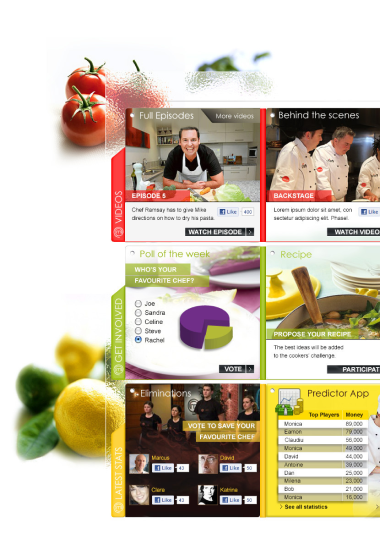 Full Episodes
More videos
Behind the scenes
VIDEOS
EPISODE 5
BACKSTAGE
Chef Ramsay has to give Mike
directions on how to dry his pasta.
Like
400
Lorem ipsum dolor sit amet, con
sectetur adipiscing elit. Phasel.
Like
WATCH EPISODE
WATCH VIDEO
Poll of the week
Recipe
WHO'S YOUR
FAVOURITE CHEF?
GET INVOLVED
Joe
Sandra
Celine
Steve
Rachel
PROPOSE YOUR RECIPE
The best ideas will be added
to the cookers' challenge.
VOTE
PARTICIPAT
Eliminations
Predictor App
VOTE TO SAVE YOUR
FAVOURITE CHEF
LATEST STATS
Marcus
Like
42
David
Like
50
Clara
Like
42
Katrina
Like
50
Top Players Money
Monica 89,000
Eamon 79,000
Claudiu 56,000
Monica 49,000
David 44,000
Antoine 39,000
Dan 25,000
Milena 23,000
Bob 21,000
Monica 16,000
See all statistics